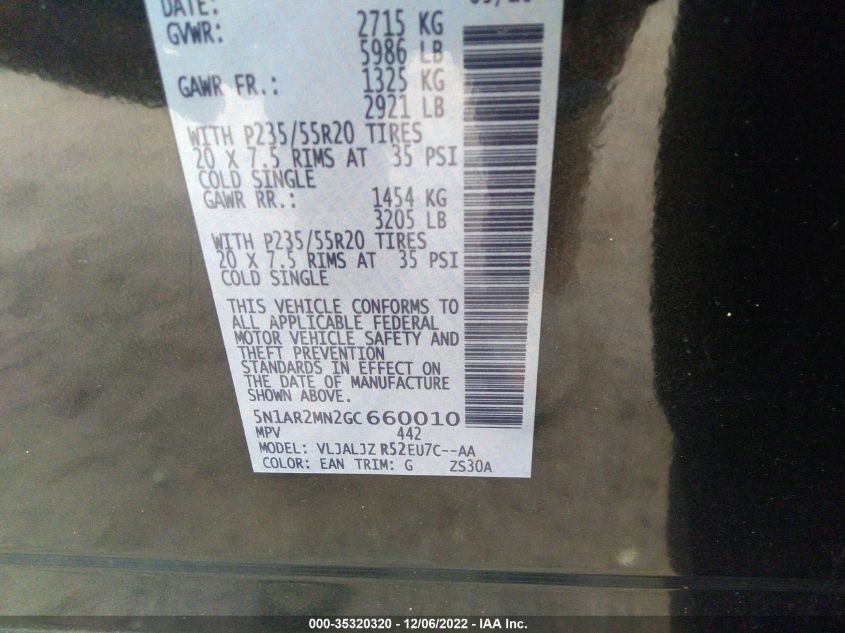 DATE:
GVWR: 2715 KG
5986 LB
GAWR FR.: 1325 KG
2921 LB
WITH P235/55R20 TIRES
20 X 7.5 RIMS AT 35 PSI
COLD SINGLE
GAWR RR.: 1454 KG
3205 LB
WITH P235/55R20 TIRES
20 X 7.5 RIMS AT 35 PSI
COLD SINGLE
THIS VEHICLE CONFORMS TO
ALL APPLICABLE FEDERAL
MOTOR VEHICLE SAFETY AND
THEFT PREVENTION
STANDARDS IN EFFECT ON
THE DATE OF MANUFACTURE
SHOWN ABOVE.
5N1AR2MN2GC660010
MPV 442
MODEL: VLJALJZ R52EU7C--AA
COLOR: EAN TRIM: G ZS30A
000-35320320 - 12/06/2022 - IAA Inc.